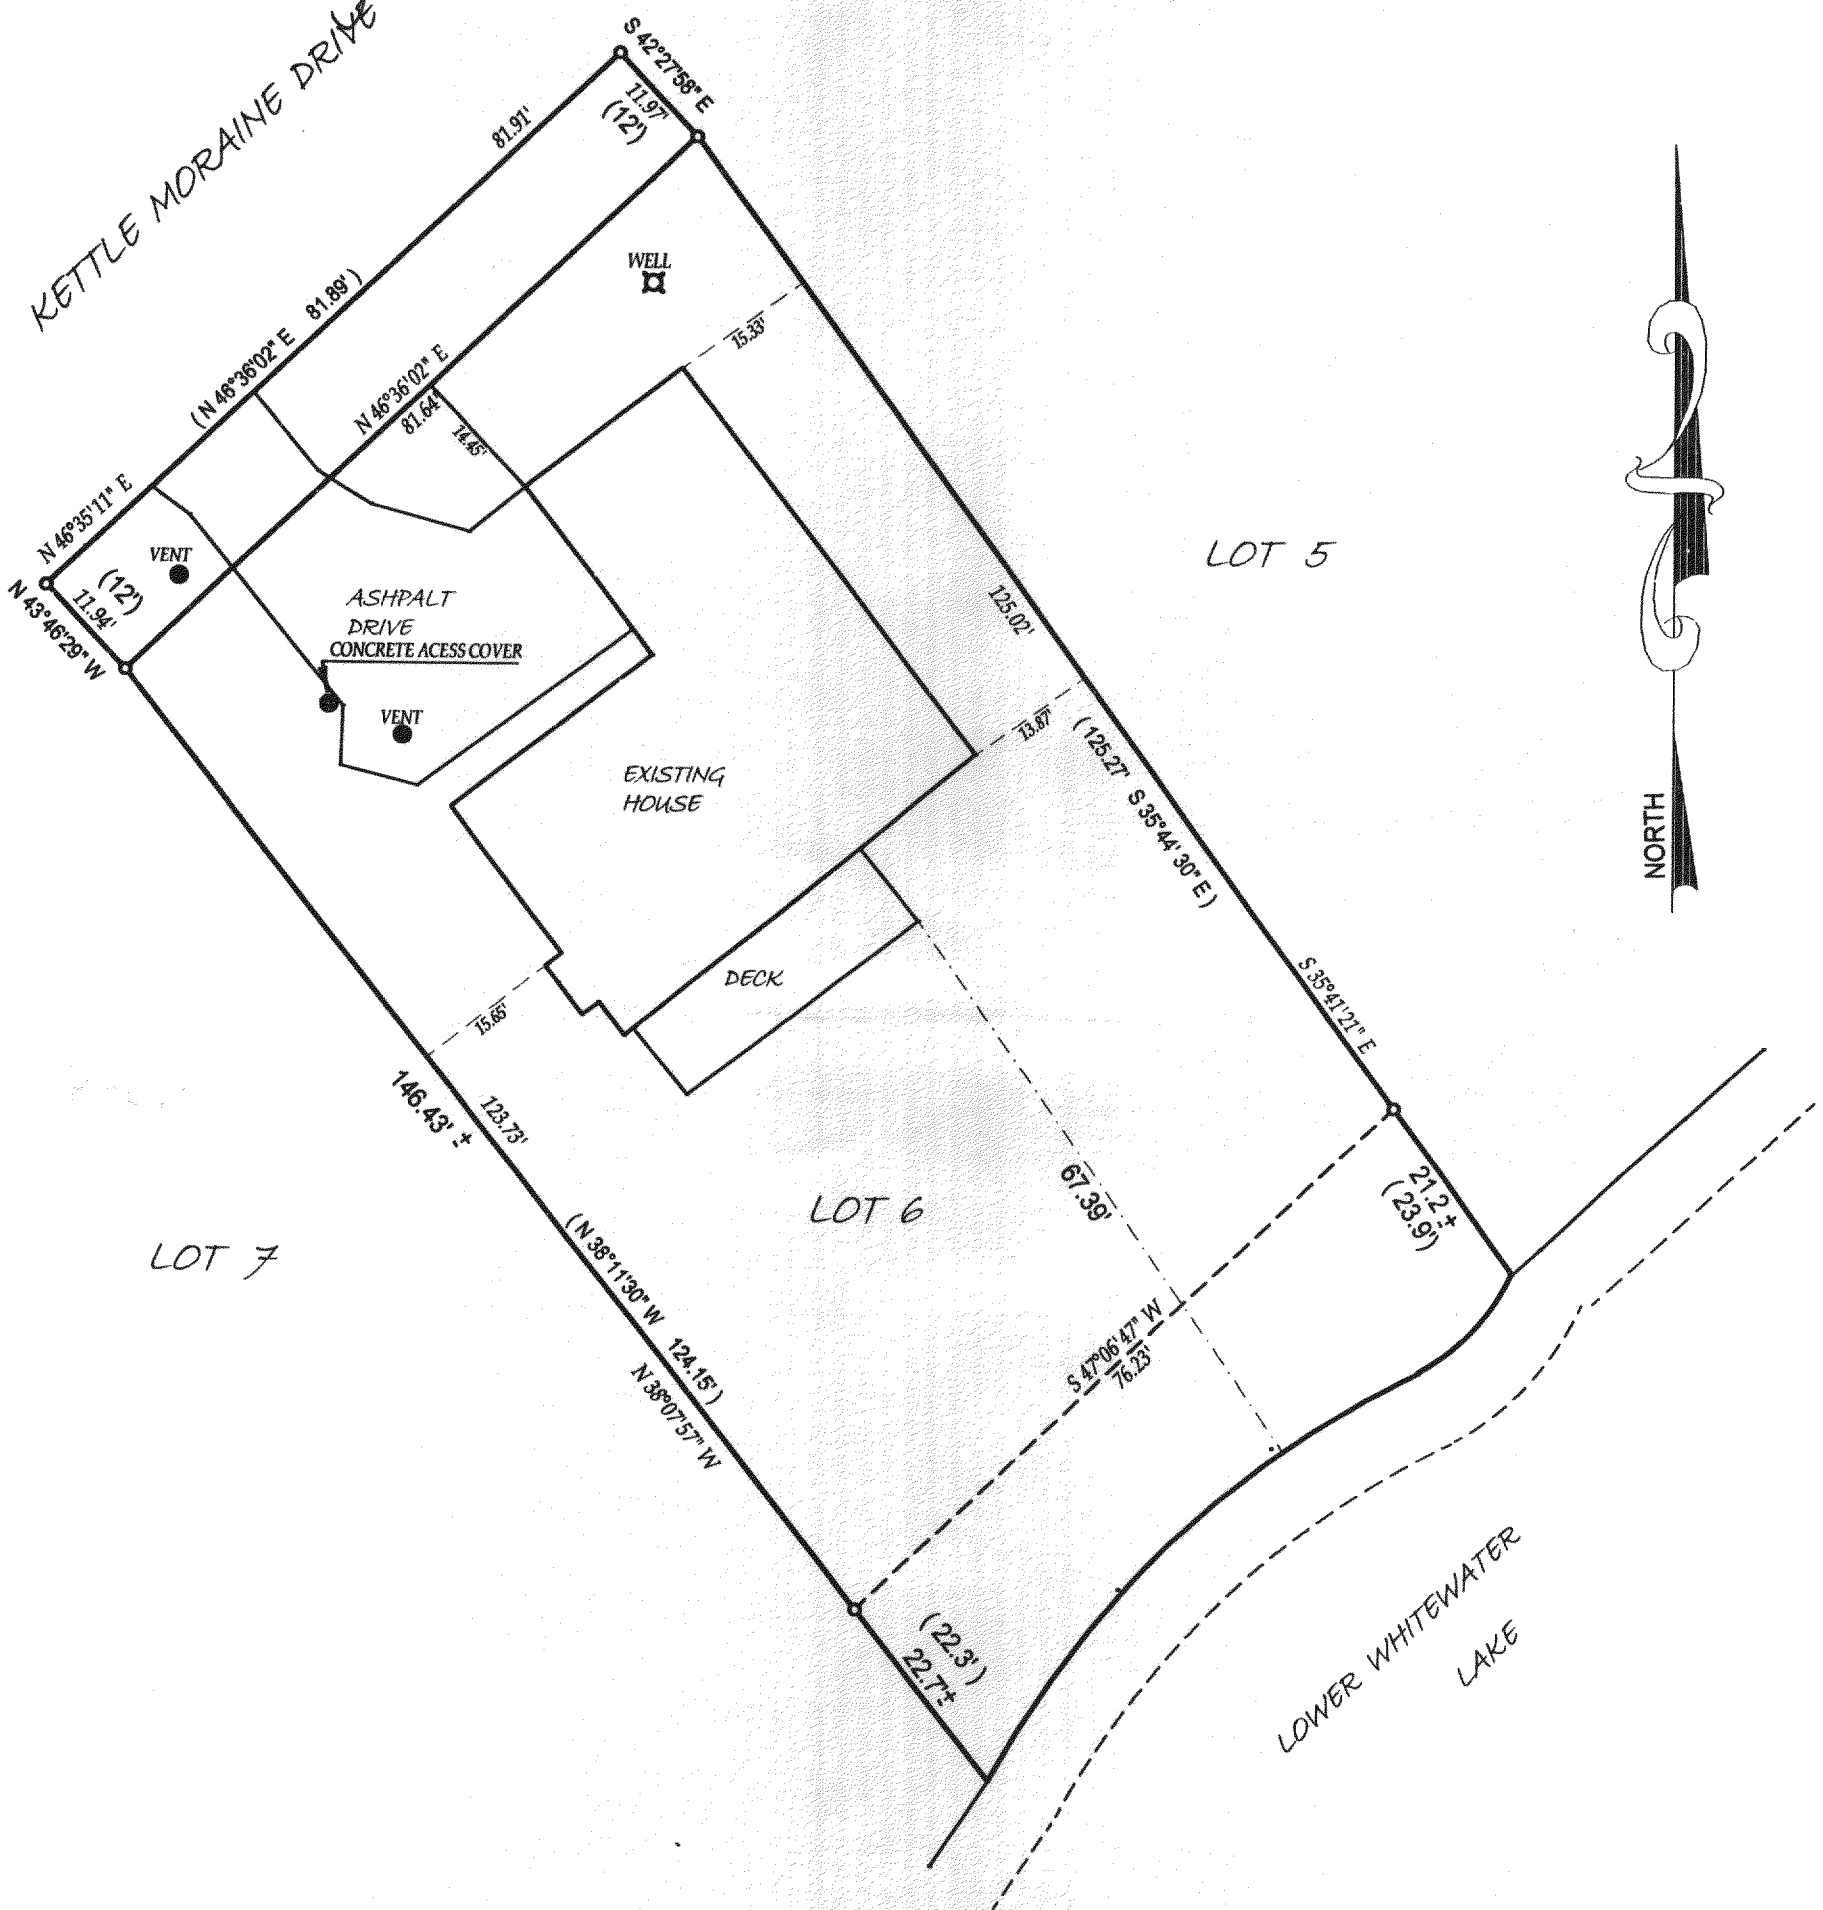 KETTLE MORAINE DRIVE
S 42°27'58" E
11.97'
(12')
81.91'
( N 46°36'02" E 81.89' )
N 46°35'11" E
N 46°36'02" E
81.64'
14.45'
WELL
15.33'
VENT
(12')
11.94'
N 43°46'29" W
ASHPALT
DRIVE
CONCRETE ACESS COVER
VENT
EXISTING
HOUSE
DECK
LOT 5
125.02'
13.87'
( 125.27' S 35°44' 30" E )
S 35°41'21" E
NORTH
15.65'
146.43' ±
123.73'
LOT 6
67.39'
21.2 ±
( 23.9')
LOT 7
( N 38°11'30" W 124.15' )
N 38°07'57" W
S 47°06'47" W
76.23'
( 22.3' )
22.7'±
LOWER WHITEWATER
LAKE